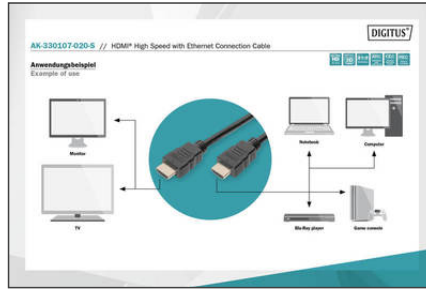 DIGITUS®
AK-330107-020-S // HDMI® High Speed with Ethernet Connection Cable
Anwendungsbeispiel
Example of use
Monitor
Notebook
Computer
TV
Blu-Ray player
Game console